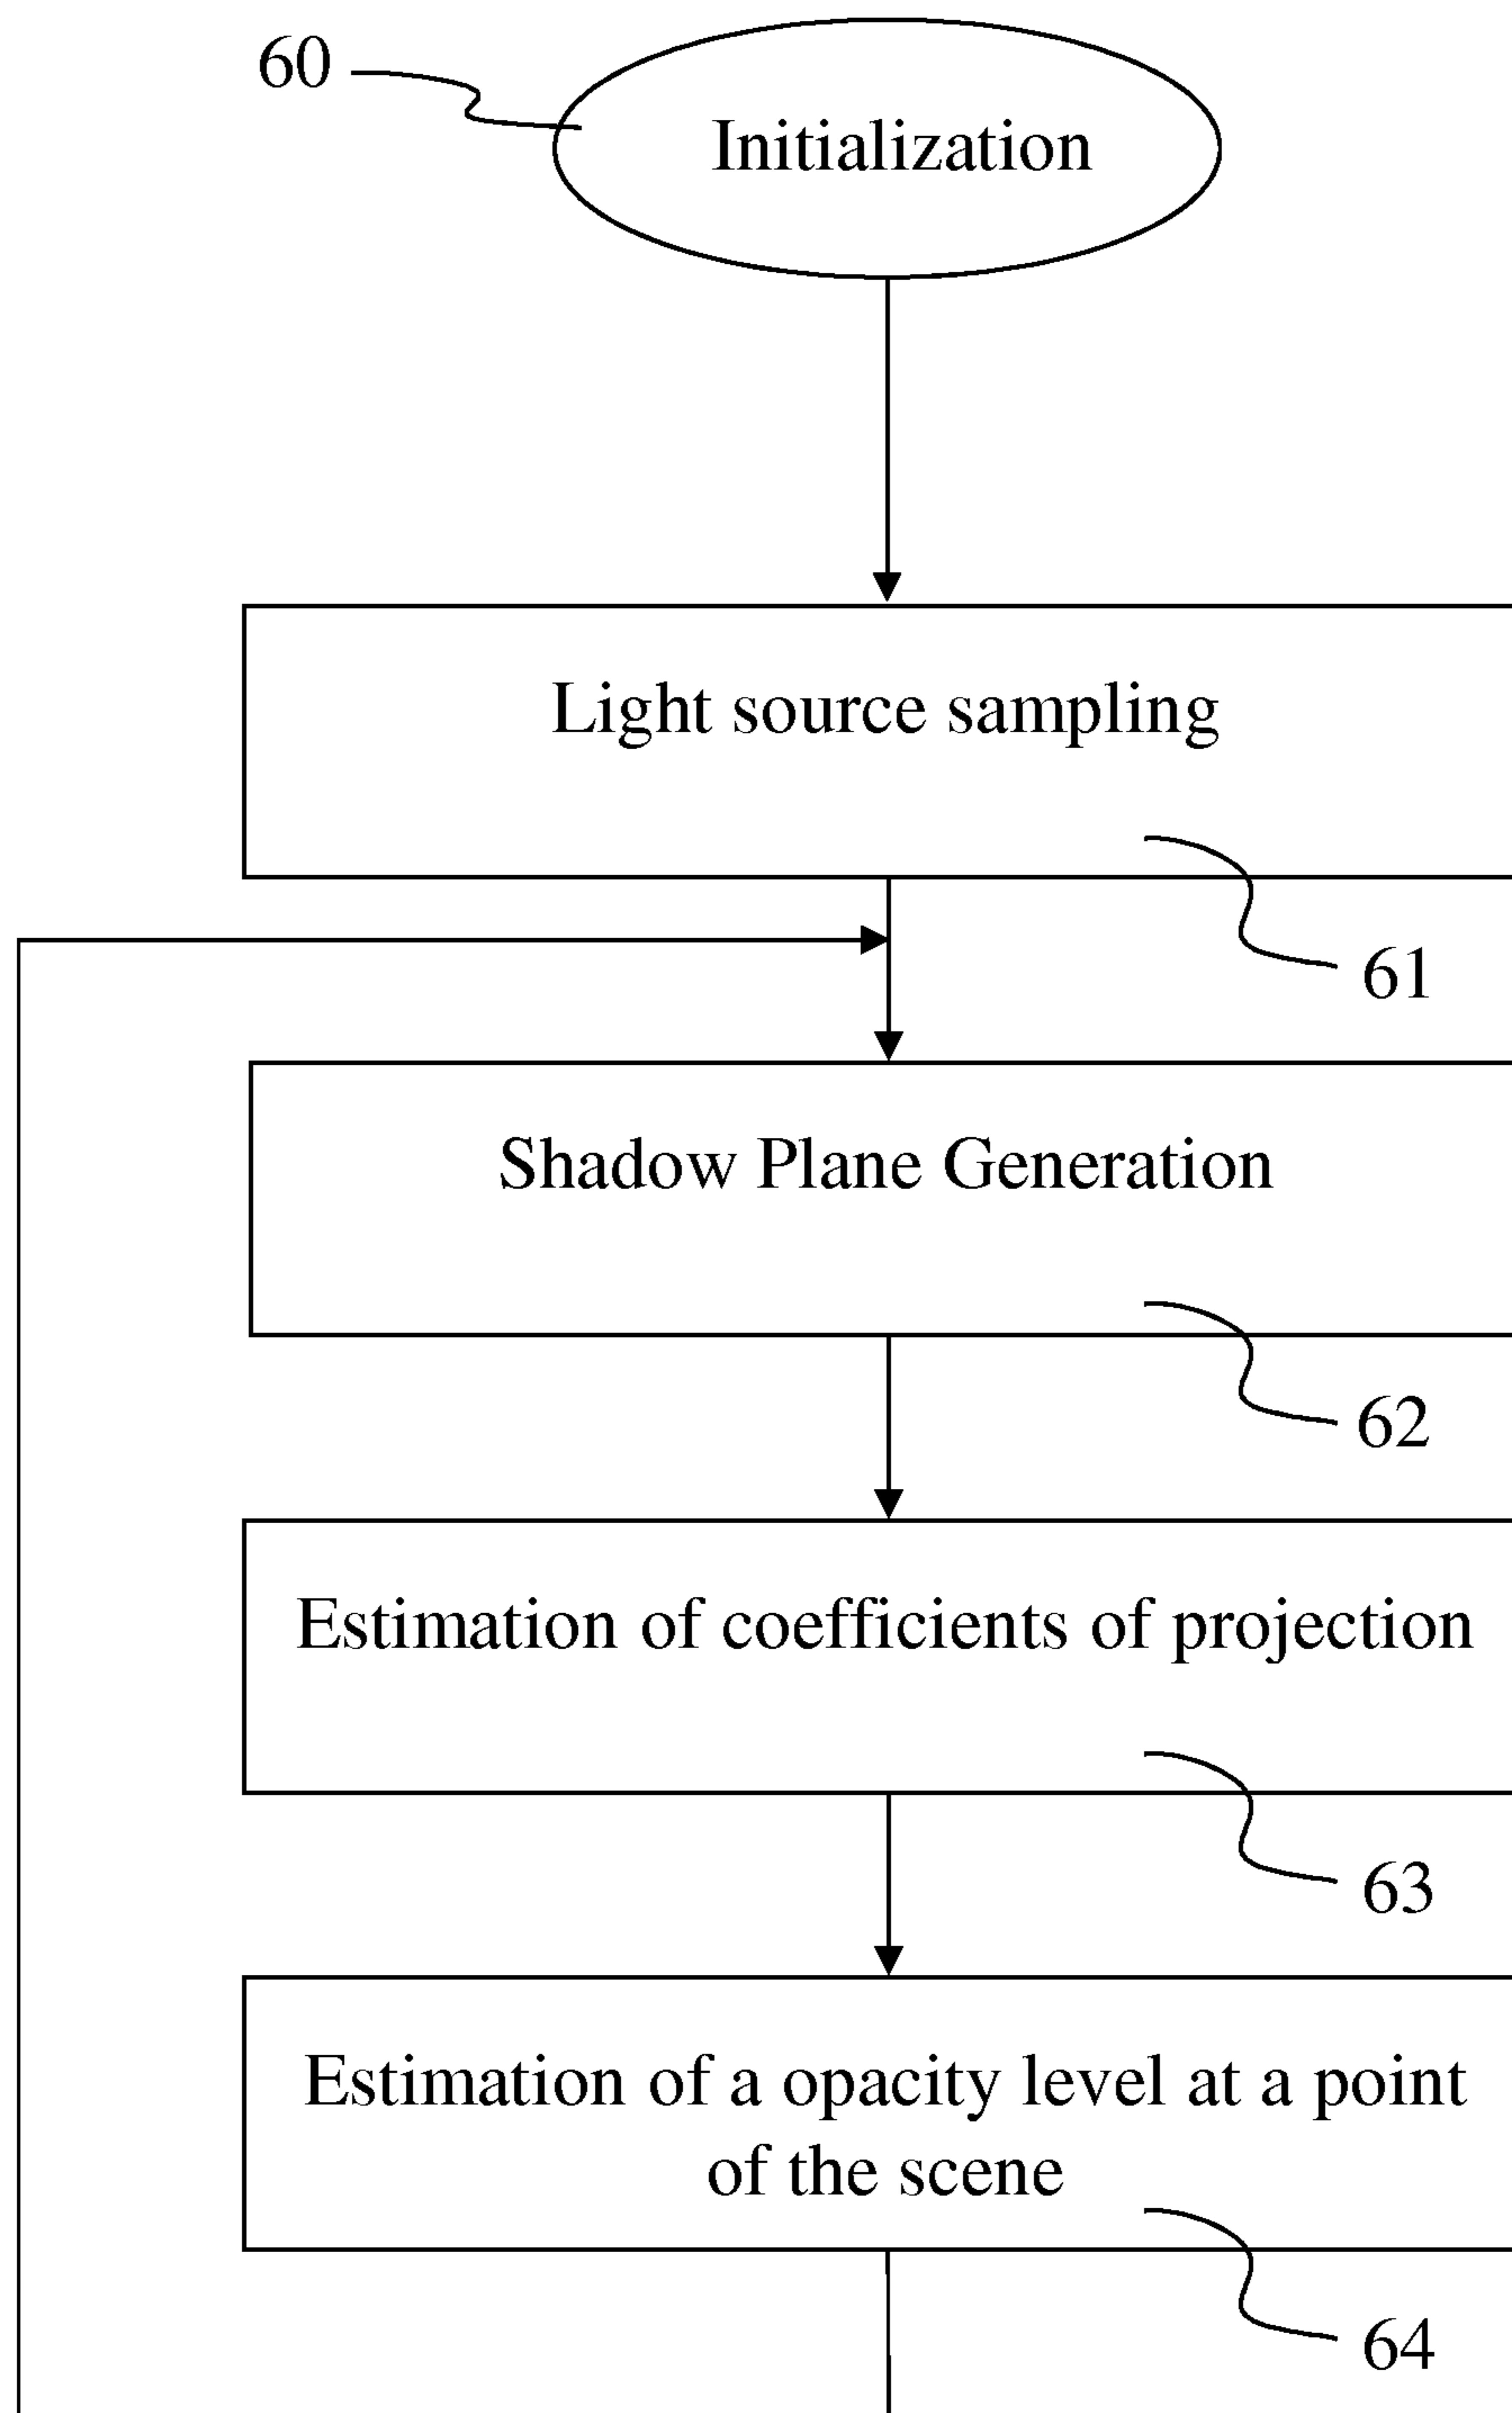 60
Initialization
Light source sampling
61
Shadow Plane Generation
62
Estimation of coefficients of projection
63
Estimation of a opacity level at a point
of the scene
64